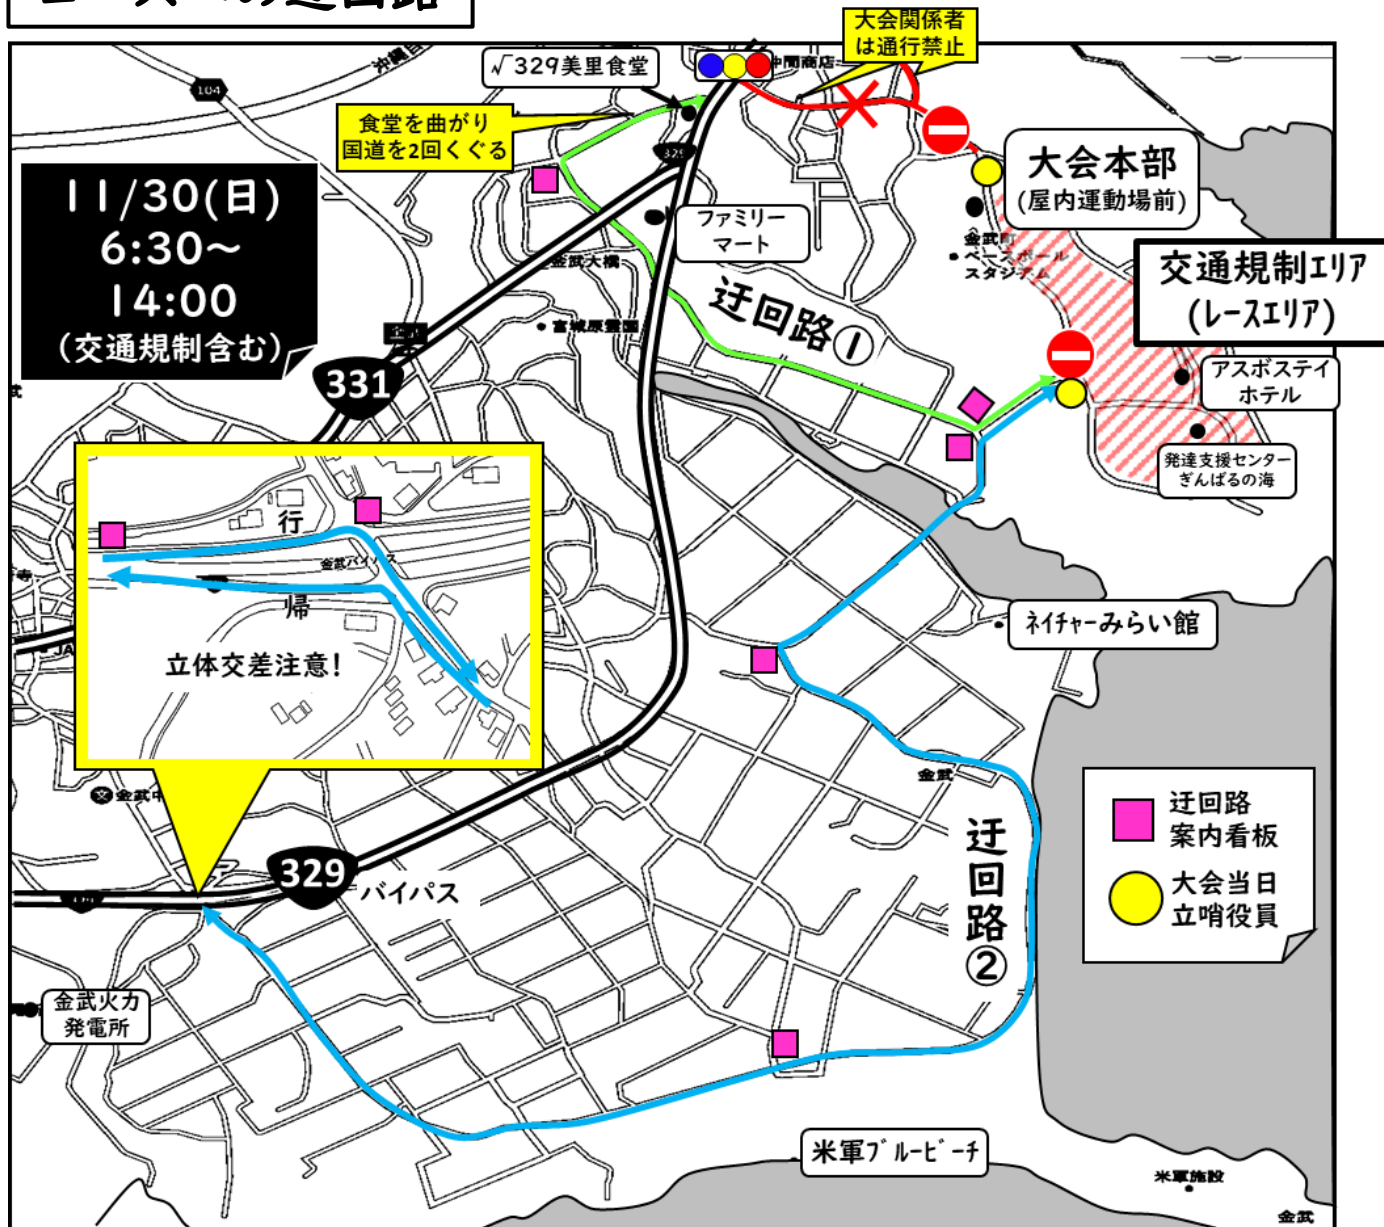 沖縄自
104
√329美里食堂
仲間商店
大会関係者
は通行禁止
食堂を曲がり
国道を2回くぐる
329
11/30(日)
6:30～
14:00
(交通規制含む)
大会本部
(屋内運動場前)
ファミリー
マート
金武町
ベースボール
スタジアム
交通規制エリア
(レースエリア)
金武大橋
富城原霊園
迂回路①
331
アスボステイ
ホテル
発達支援センター
ぎんばるの海
行
金武バイパス
帰
立体交差注意!
JA
ネイチャーみらい館
金武
金武中
迂回路②
迂回路
案内看板
大会当日
立哨役員
329
バイパス
金武火力
発電所
米軍ブルービーチ
米軍施設
金武